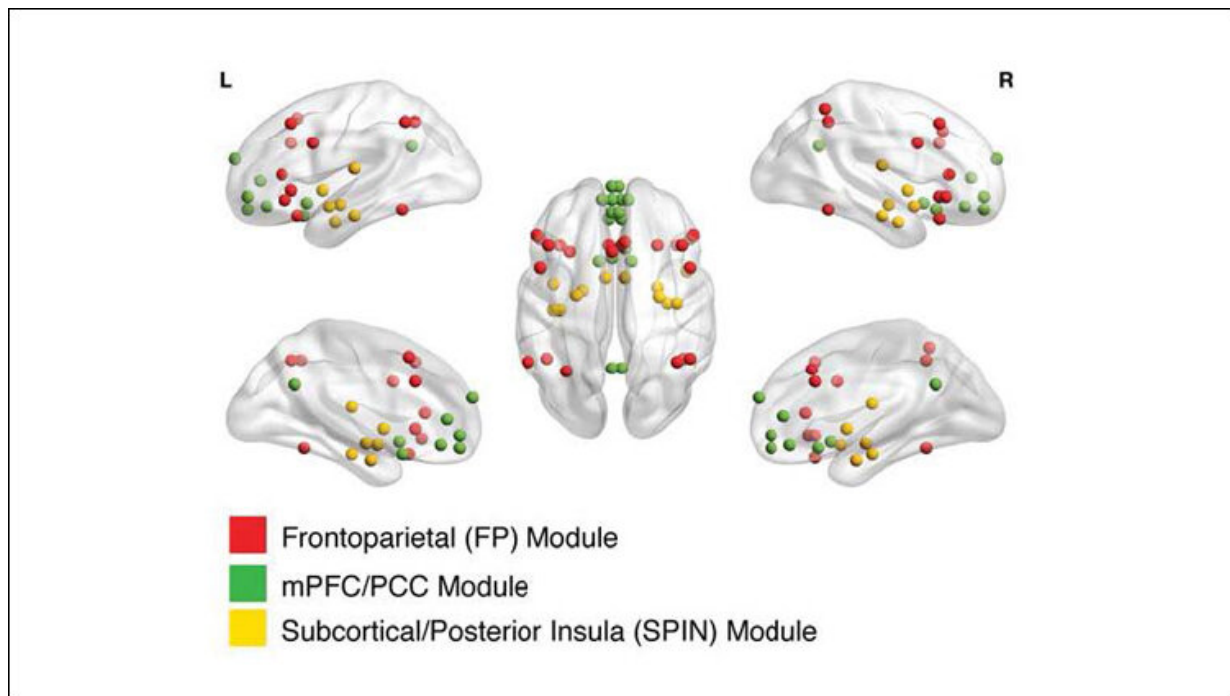 L
R
Frontoparietal (FP) Module
mPFC/PCC Module
Subcortical/Posterior Insula (SPIN) Module